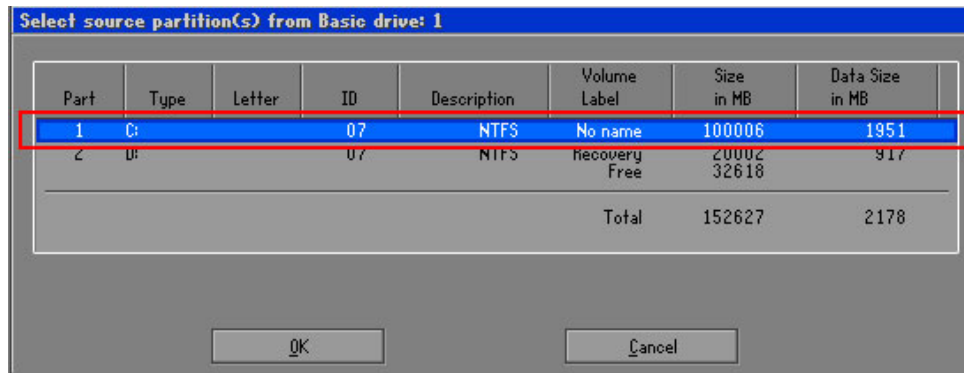 Select source partition(s) from Basic drive: 1
Part Type Letter ID Description Volume Label Size in MB Data Size in MB
1 C: 07 NTFS No name 100006 1951
2 D: 07 NTFS Recovery 20002 917
Free 32618
Total 152627 2178
OK Cancel